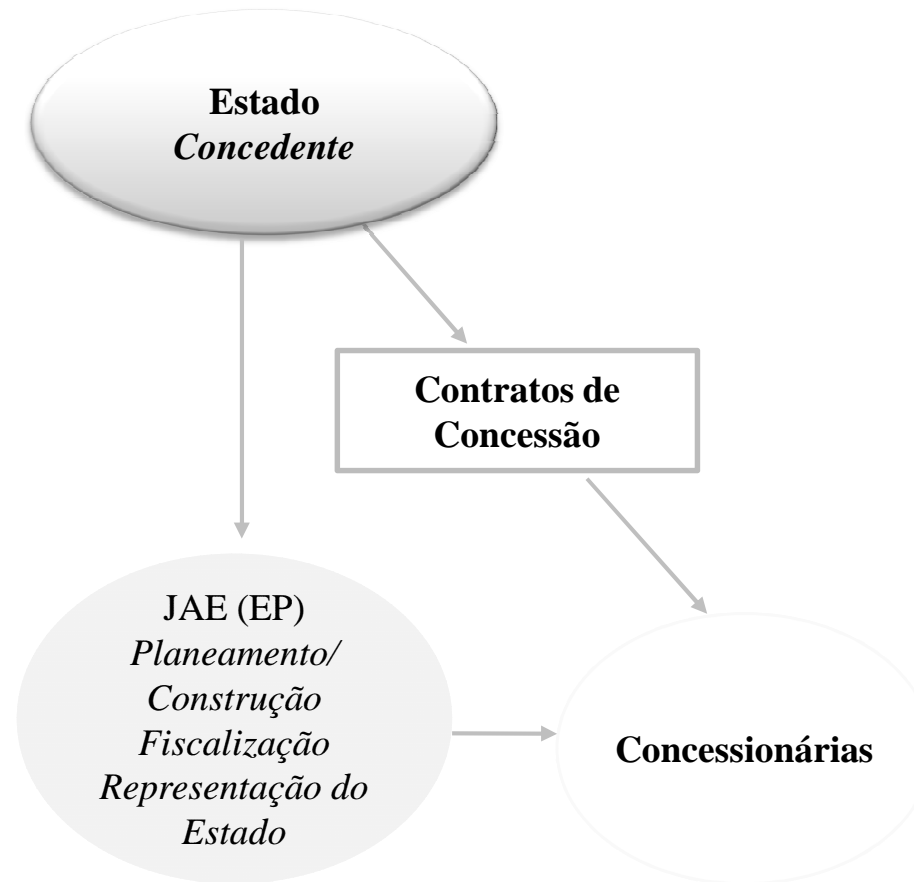 Estado
Concedente
Contratos de
Concessão
JAE (EP)
Planeamento/
Construção
Fiscalização
Representação do
Estado
Concessionárias